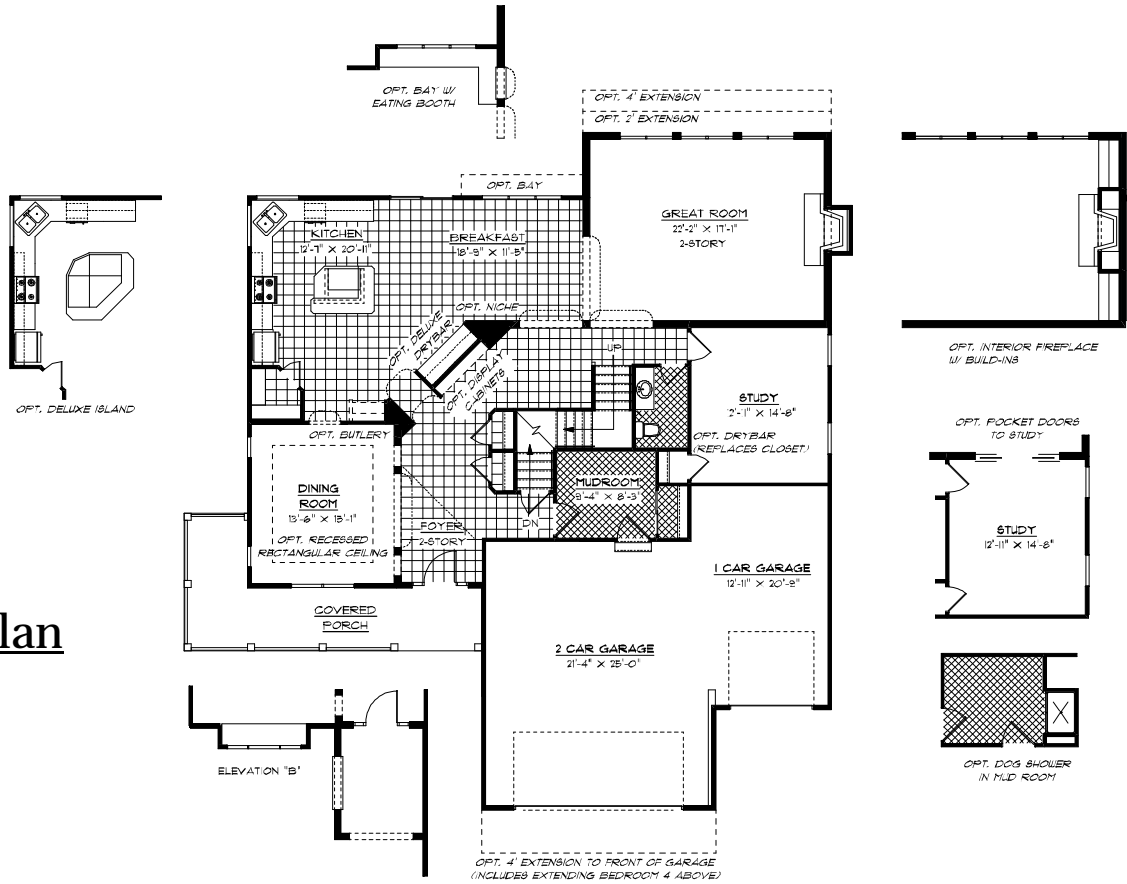 OPT. BAY W/
EATING BOOTH
OPT. 4' EXTENSION
OPT. 2' EXTENSION
OPT. BAY
GREAT ROOM
22'-2" X 17'-1"
2-STORY
KITCHEN
12'-7" X 20'-11"
BREAKFAST
18'-9" X 11'-5"
OPT. NICHE
OPT. DELUXE
DRYBAR
OPT. DISPLAY
CABINETS
UP
OPT. INTERIOR FIREPLACE
W/ BUILD-INS
OPT. DELUXE ISLAND
STUDY
12'-11" X 14'-8"
OPT. DRYBAR
(REPLACES CLOSET)
OPT. POCKET DOORS
TO STUDY
OPT. BUTLERY
DINING
ROOM
13'-6" X 15'-1"
OPT. RECESSED
RECTANGULAR CEILING
MUDROOM
9'-4" X 8'-3"
FOYER
2-STORY
DN
STUDY
12'-11" X 14'-8"
1 CAR GARAGE
12'-11" X 20'-9"
COVERED
PORCH
lan
2 CAR GARAGE
21'-4" X 25'-0"
ELEVATION "B"
OPT. DOG SHOWER
IN MUD ROOM
OPT. 4' EXTENSION TO FRONT OF GARAGE
(INCLUDES EXTENDING BEDROOM 4 ABOVE)